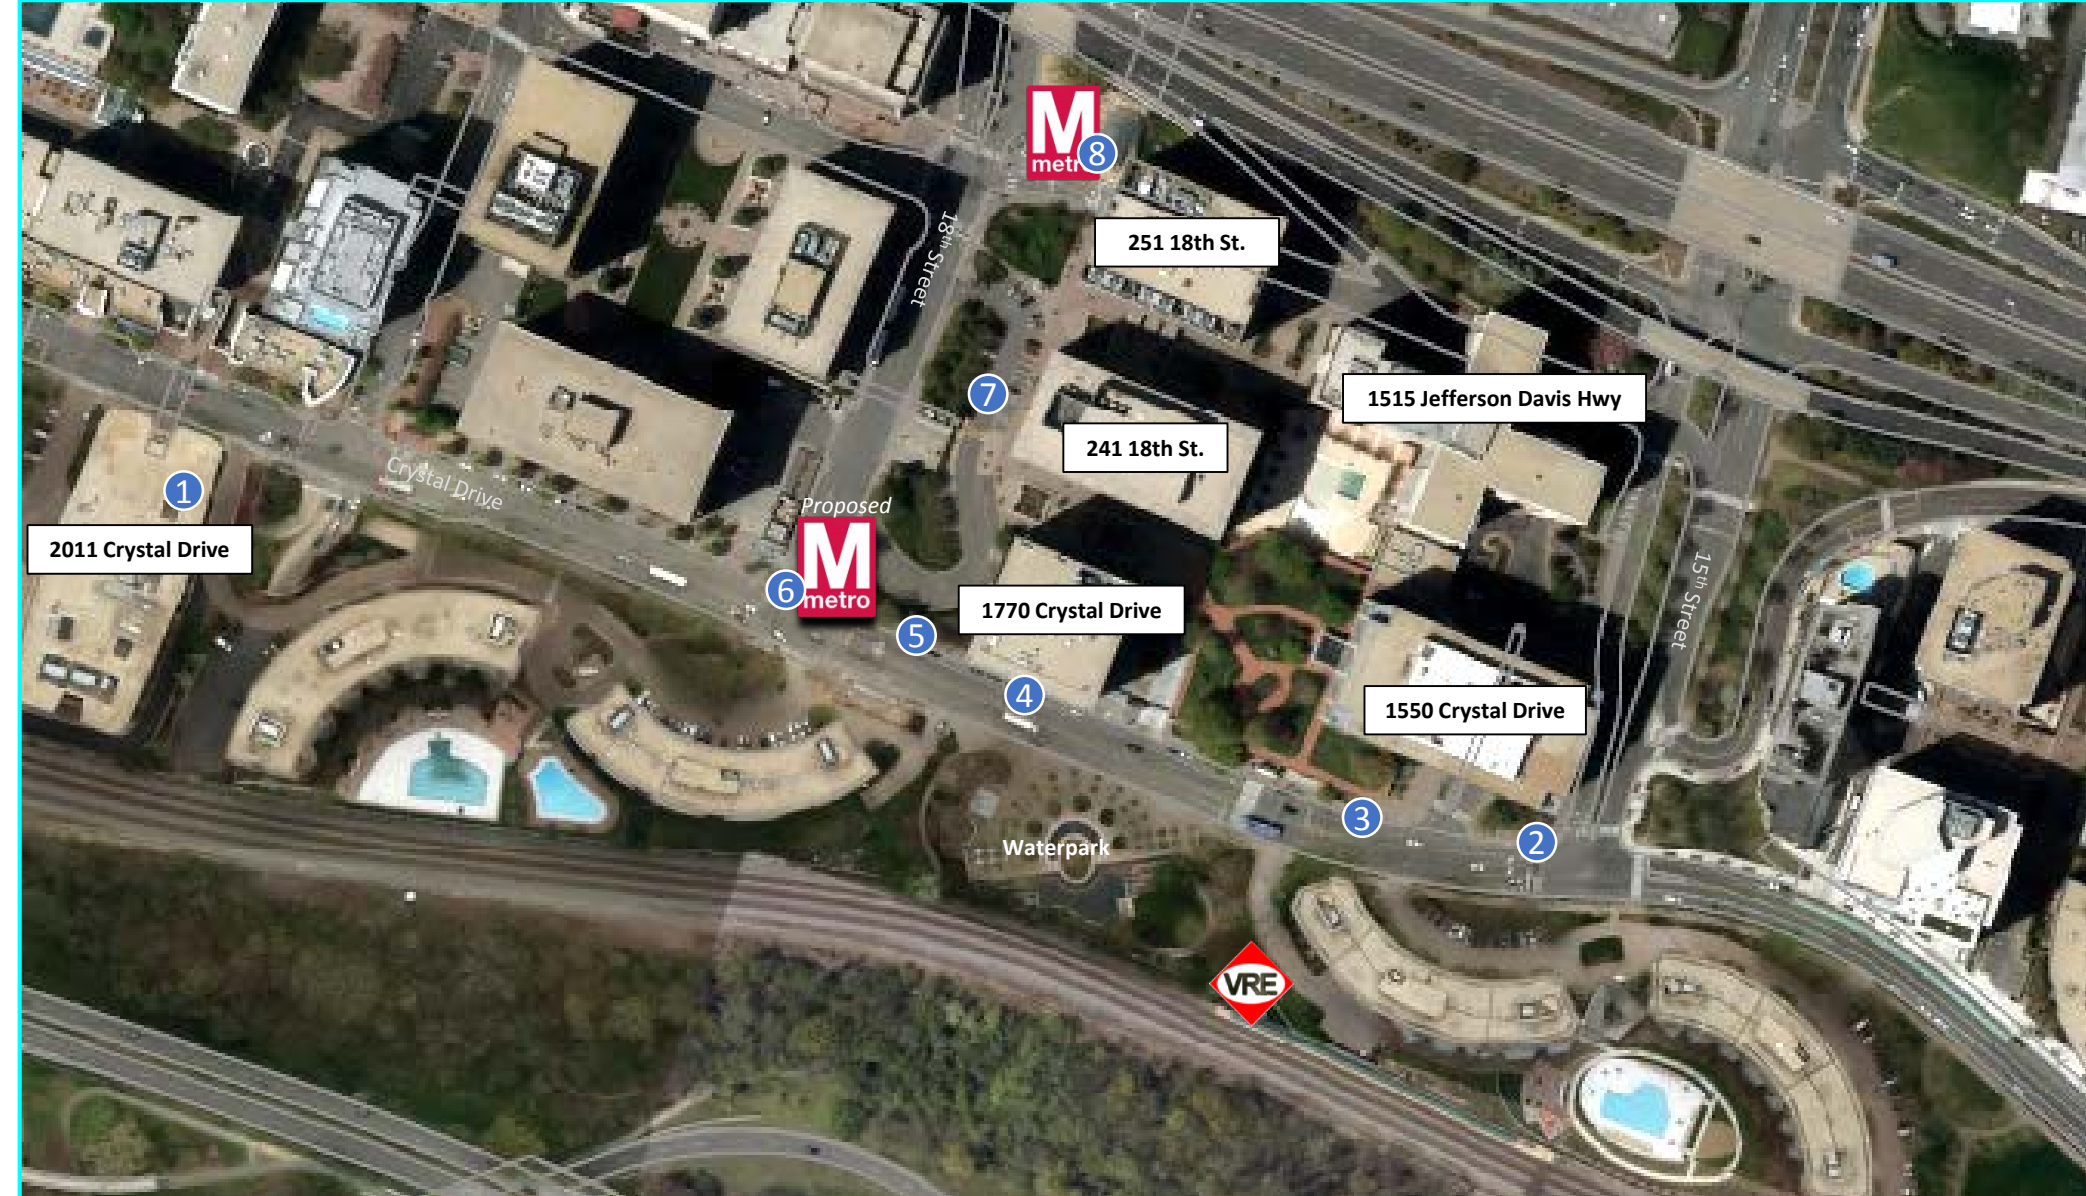 M
metro
8
251 18th St.
18th Street
1515 Jefferson Davis Hwy
7
241 18th St.
Crystal Drive
1
Proposed
M
metro
2011 Crystal Drive
6
1770 Crystal Drive
15th Street
5
4
1550 Crystal Drive
3
2
Waterpark
VRE